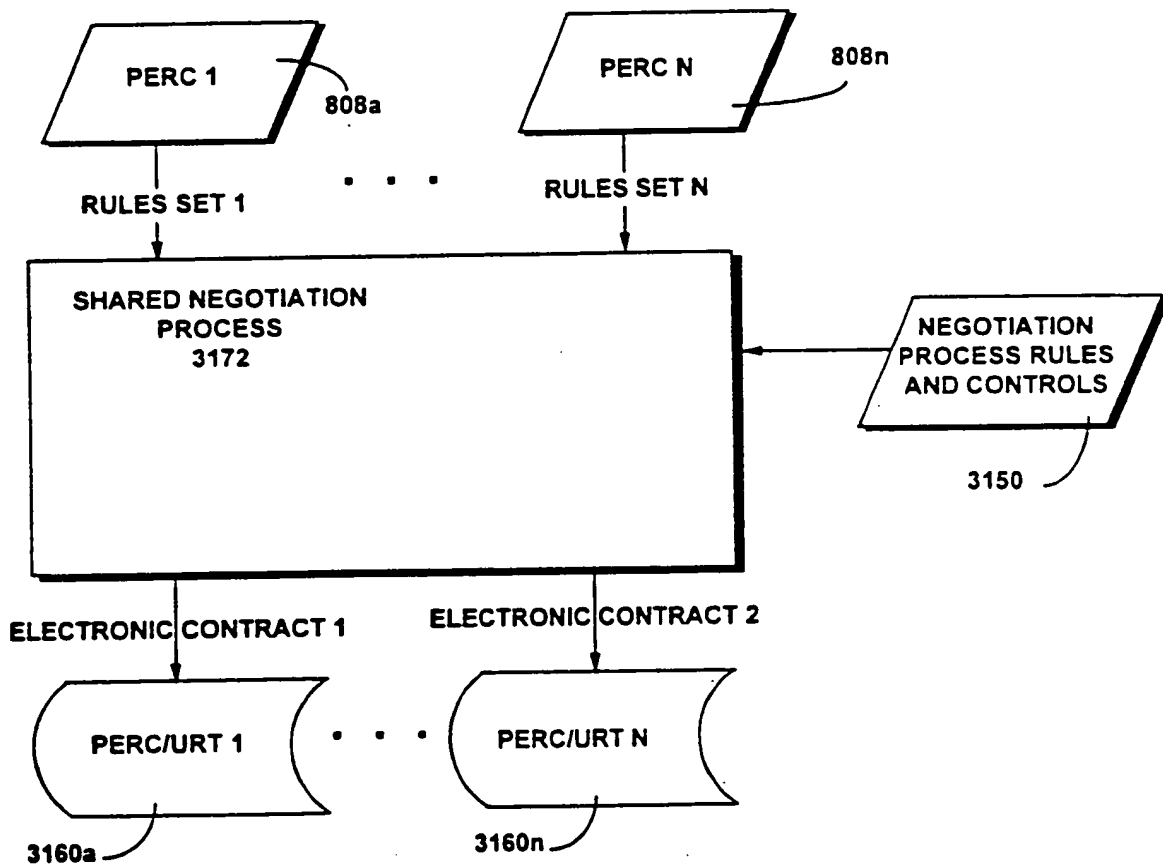 PERC 1
808a
PERC N
808n
RULES SET 1
RULES SET N
SHARED NEGOTIATION
PROCESS
3172
NEGOTIATION
PROCESS RULES
AND CONTROLS
3150
ELECTRONIC CONTRACT 1
ELECTRONIC CONTRACT 2
PERC/URT 1
PERC/URT N
3160a
3160n